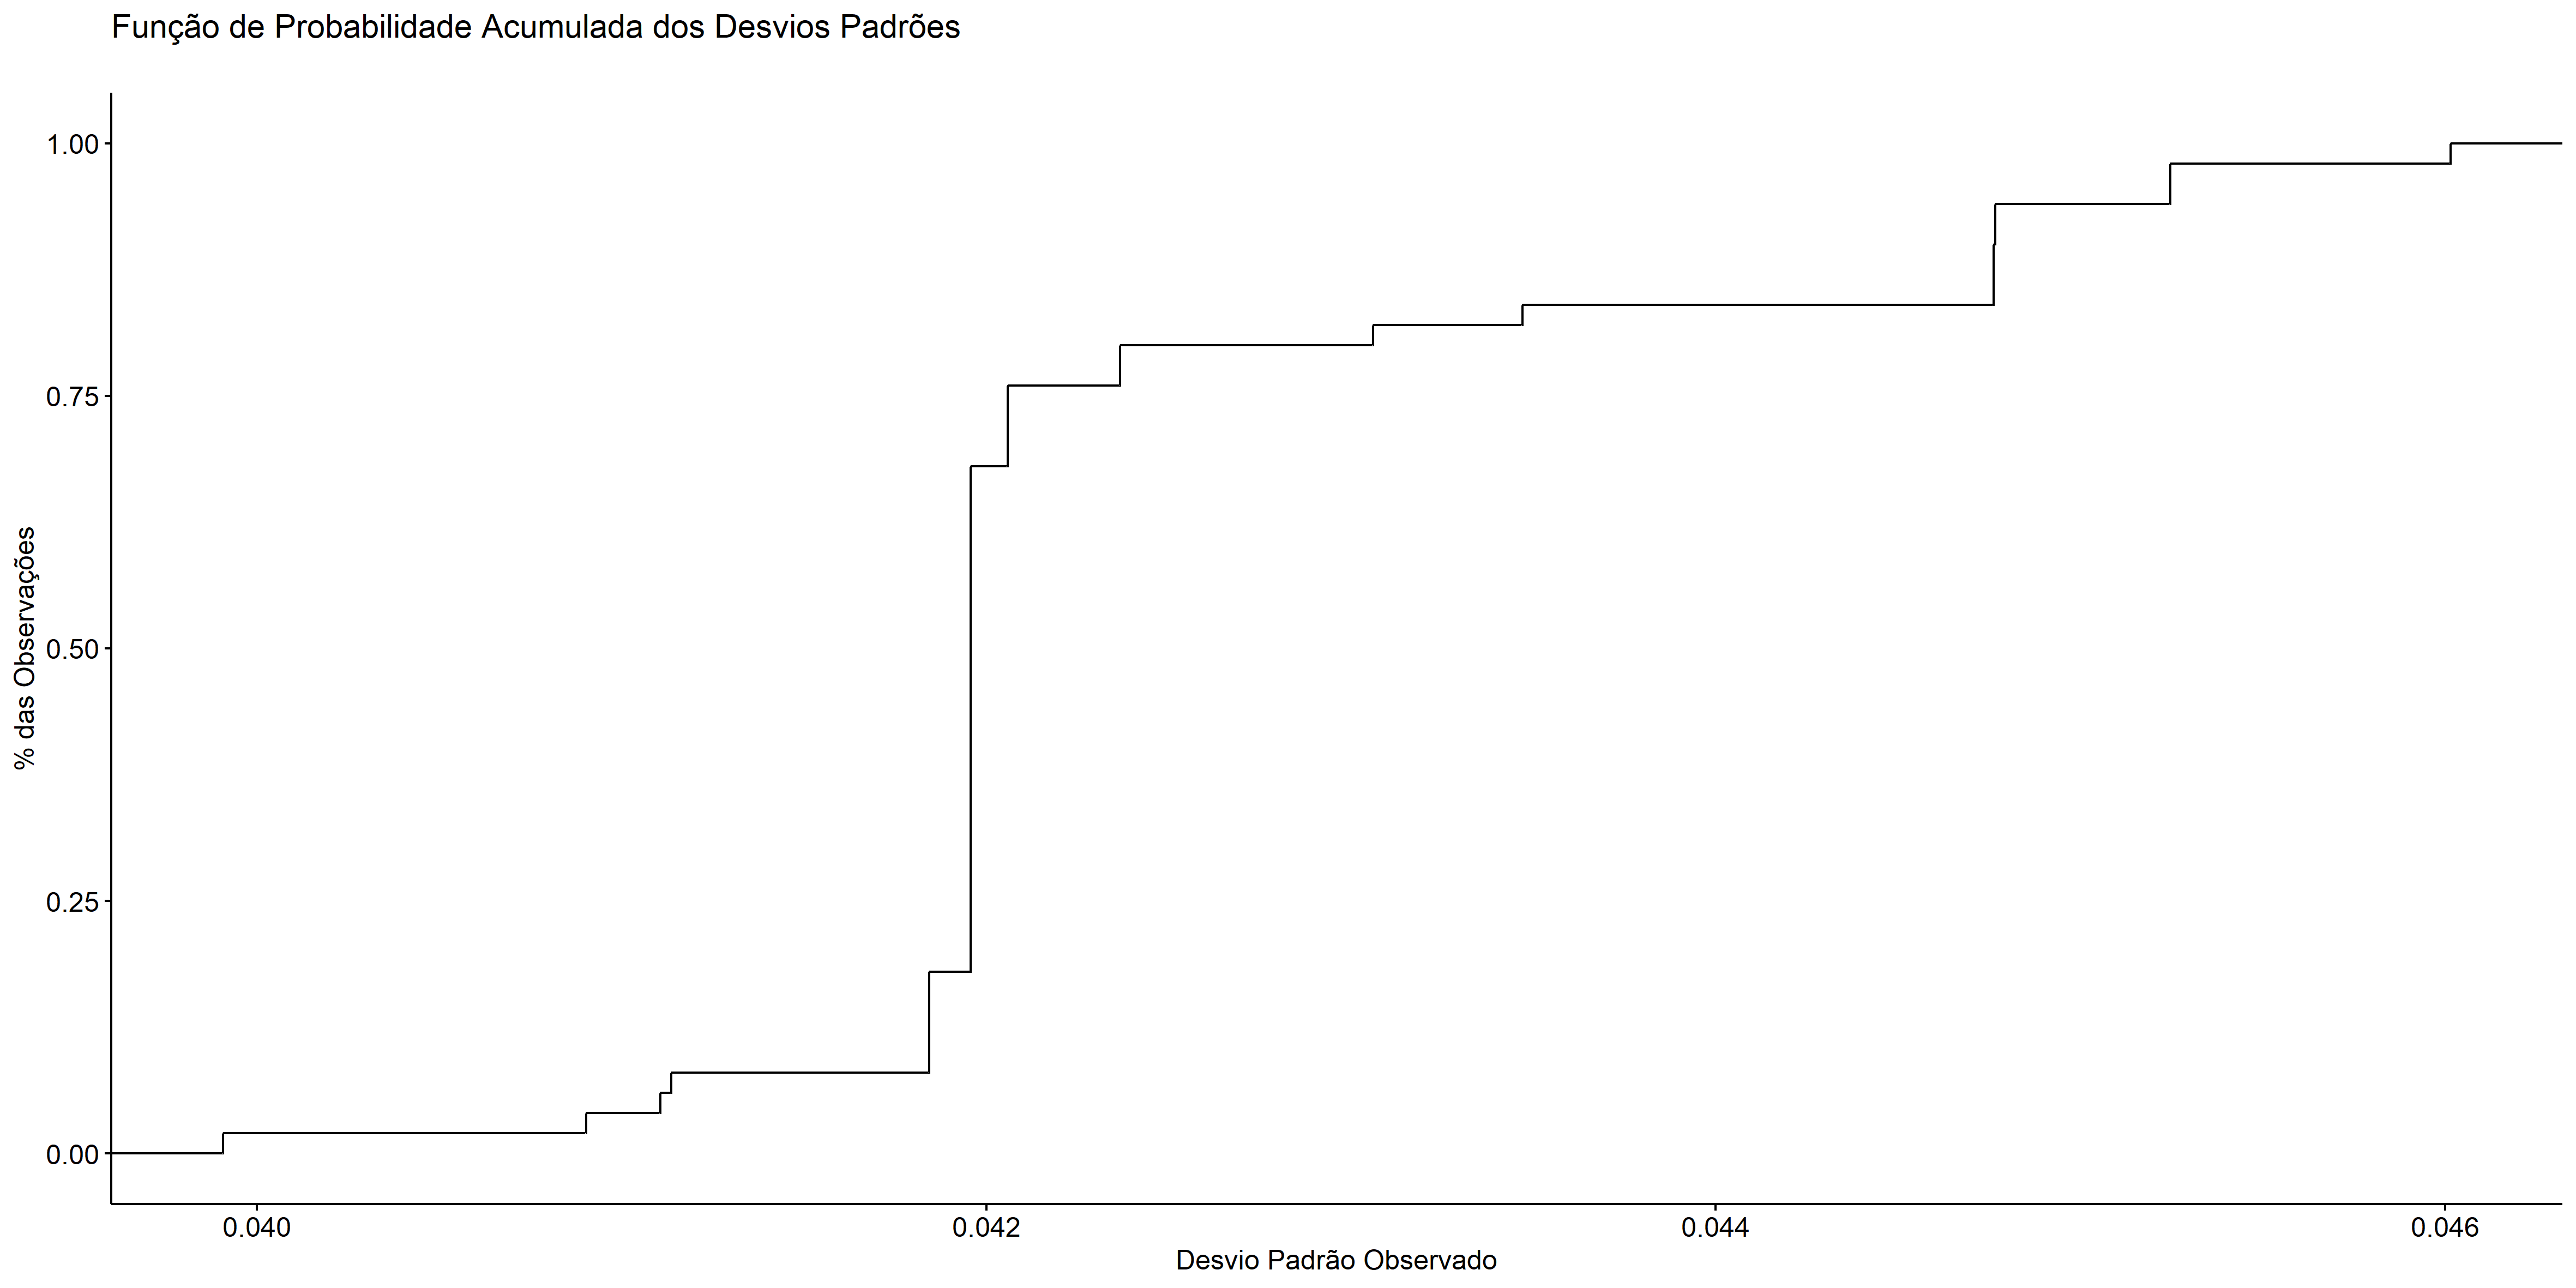 Função de Probabilidade Acumulada dos Desvios Padrões
1.00
0.75
0.50
0.25
0.00
% das Observações
0.040 0.042 0.044 0.046
Desvio Padrão Observado